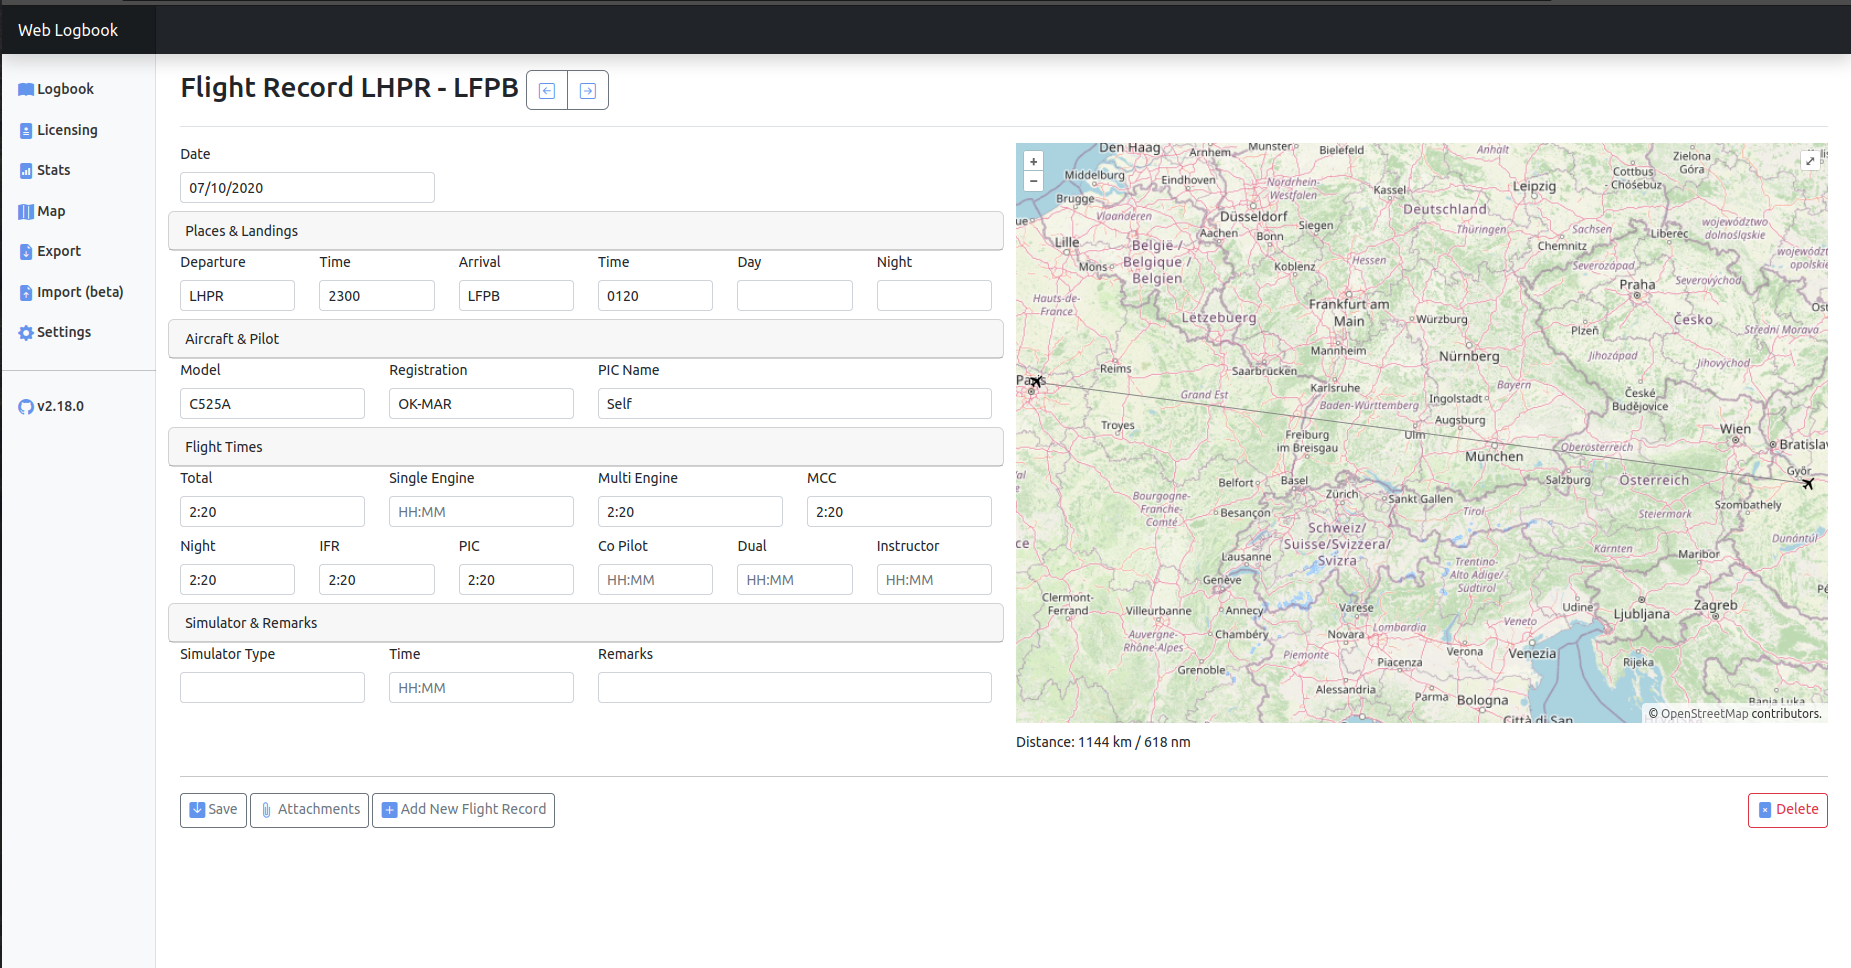 Web Logbook
Logbook
Licensing
Stats
Map
Export
Import (beta)
Settings
v2.18.0
Flight Record LHPR - LFPB
Date
07/10/2020
Places & Landings
Departure Time Arrival Time Day Night
LHPR 2300 LFPB 0120
Aircraft & Pilot
Model Registration PIC Name
C525A OK-MAR Self
Flight Times
Total Single Engine Multi Engine MCC
2:20 HH:MM 2:20 2:20
Night IFR PIC Co Pilot Dual Instructor
2:20 2:20 2:20 HH:MM HH:MM HH:MM
Simulator & Remarks
Simulator Type Time Remarks
HH:MM
+
−
Den Haag
Arnhem
Munster
Bielefeld
Anhalt
Zielona
Góra
Middelburg
Eindhoven
Nordrhein-
Westfalen
Kassel
Leipzig
Cottbus
- Chóśebuz
Brugge
Vlaanderen
Düsseldorf
Deutschland
województwo
dolnośląskie
Aachen
Bonn
Siegen
Thüringen
Sachsen
Liberec
Lille
België /
Belgique /
Belgien
Chemnitz
Mons
Koblenz
Hessen
Severozápad
Severovýchod
Praha
Hauts-de-
France
Letzebuerg
Frankfurt am
Main
Würzburg
Plzeň
Česko
Strední Morava
Mannheim
Nürnberg
Jihozápad
Jihovýchod
Reims
Saarbrücken
Karlsruhe
Bayern
České
Budějovice
Paris
Grand Est
Baden-Württemberg
Ingolstadt
Augsburg
Troyes
Freiburg
im Breisgau
Ulm
München
Oberösterreich
Wien
Bratislav
Győr
Belfort
Basel
Zürich
Sankt Gallen
Salzburg
Österreich
Szombathely
Bourgogne-
Franche-
Comté
Besançon
Schweiz/
Suisse/Svizzera/
Svizra
Tirol
Steiermark
Lausanne
Kärnten
Maribor
Dunántúl
Genève
Trentino-
Alto Adige/
Südtirol
Clermont-
Ferrand
Villeurbanne
Annecy
Varese
Udine
Ljubljana
Zagreb
Auvergne-
Rhône-Alpes
Chambéry
Novara
Lombardia
Veneto
Grenoble
Piemonte
Piacenza
Verona
Venezia
Rijeka
Alessandria
Parma
Bologna
Banja Luka
Città di San
© OpenStreetMap contributors.
Distance: 1144 km / 618 nm
Save
Attachments
Add New Flight Record
Delete